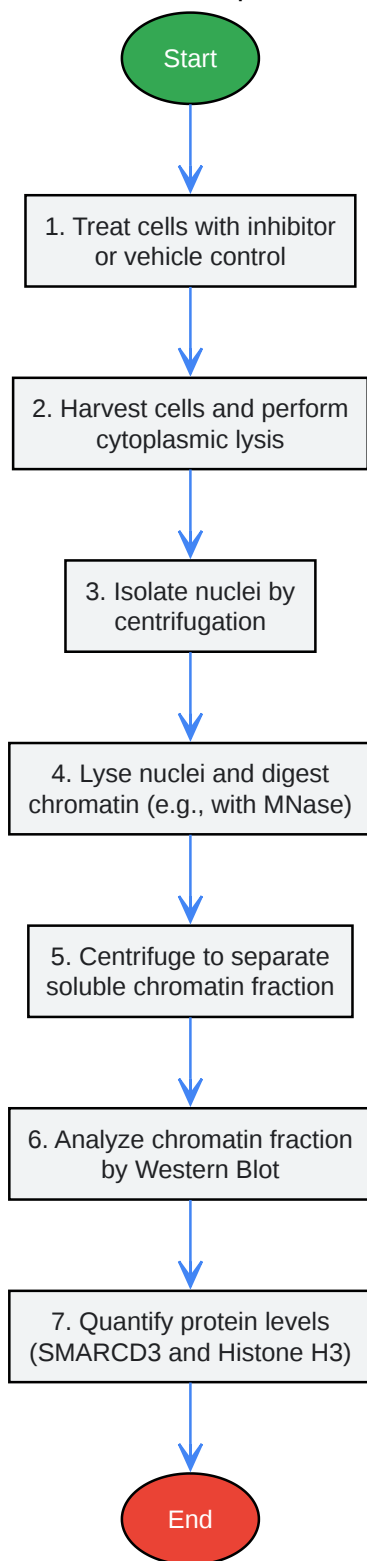 Start
1. Treat cells with inhibitor
or vehicle control
2. Harvest cells and perform
cytoplasmic lysis
3. Isolate nuclei by
centrifugation
4. Lyse nuclei and digest
chromatin (e.g., with MNase)
5. Centrifuge to separate
soluble chromatin fraction
6. Analyze chromatin fraction
by Western Blot
7. Quantify protein levels
(SMARCD3 and Histone H3)
End